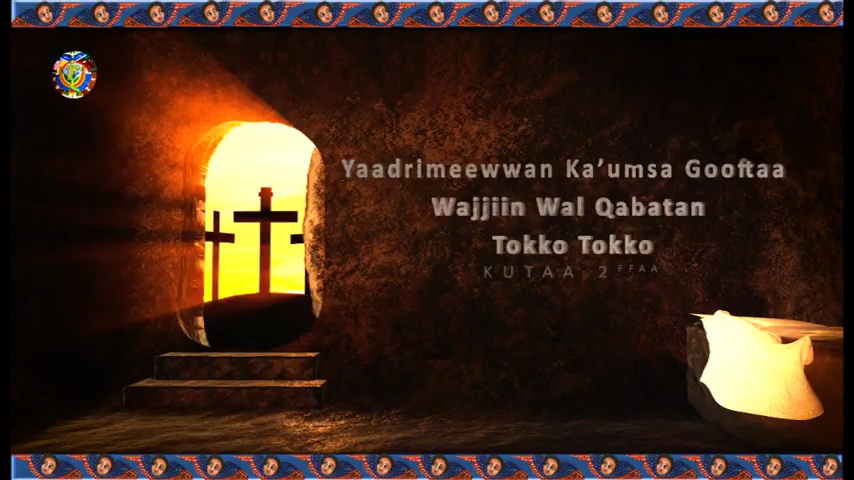 Yaadrimeewwan Ka’umsa Gooftaa
Wajjiin Wal Qabatan
Tokko Tokko
KUTAA 2FFAA